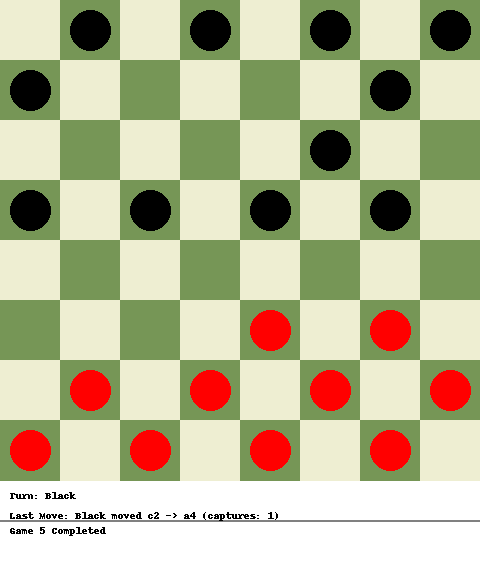 Turn: Black
Last Move: Black moved c2 -> a4 (captures: 1)
Game 5 Completed